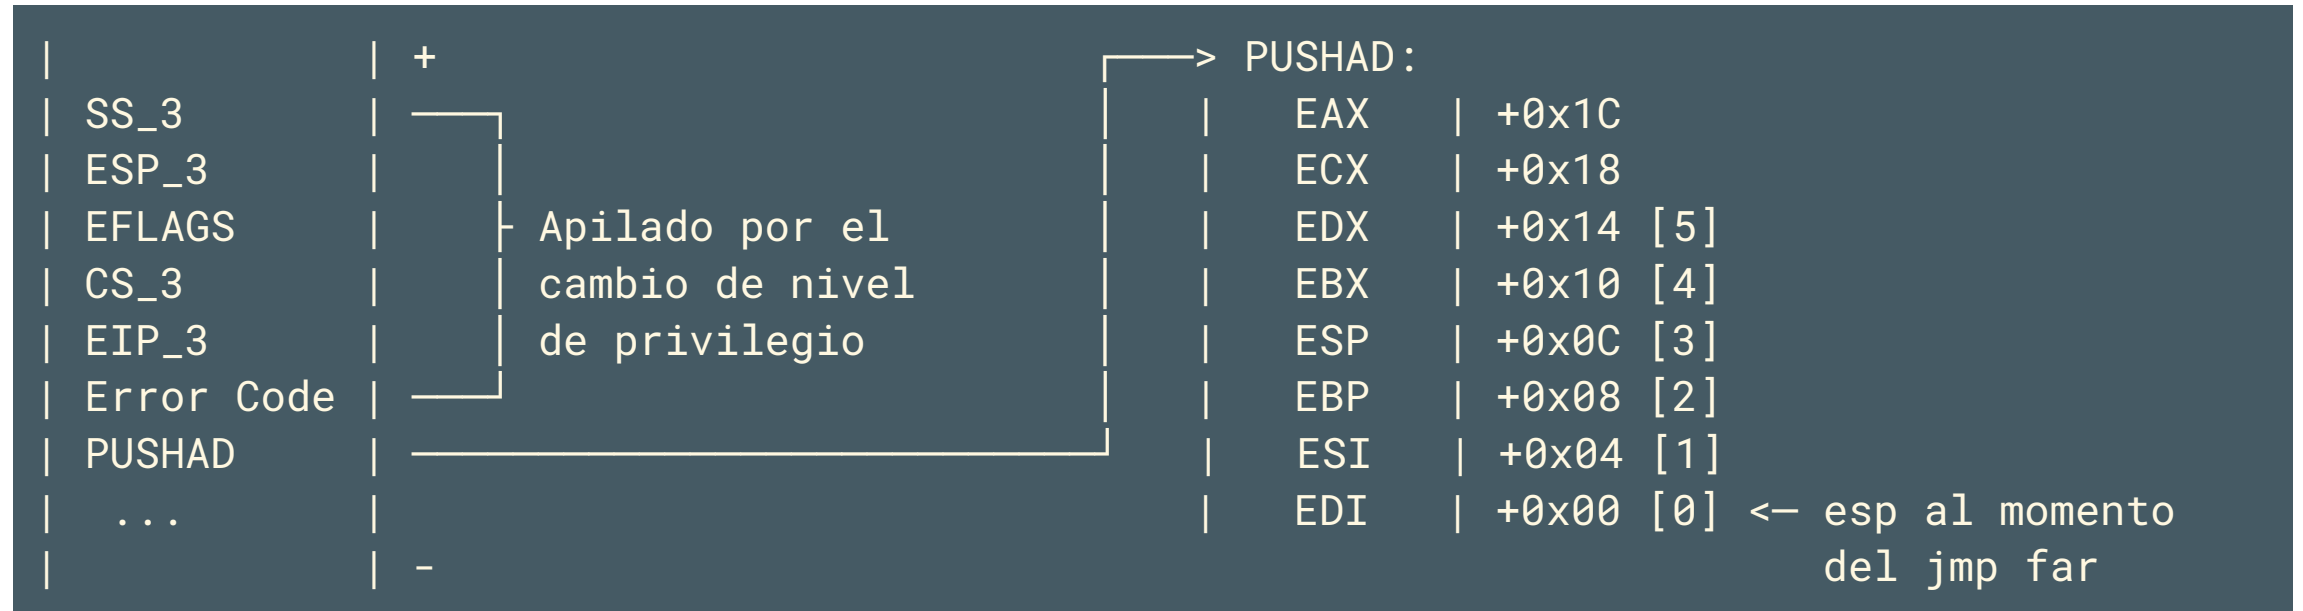 |             | +                          ┌───> PUSHAD:
| SS_3        | ───┐                       │   |   EAX   | +0x1C
| ESP_3       |    │                       │   |   ECX   | +0x18
| EFLAGS      |    ├ Apilado por el        │   |   EDX   | +0x14 [5]
| CS_3        |    │ cambio de nivel       │   |   EBX   | +0x10 [4]
| EIP_3       |    │ de privilegio         │   |   ESP   | +0x0C [3]
| Error Code  | ───┘                       │   |   EBP   | +0x08 [2]
| PUSHAD      | ───────────────────────────┘   |   ESI   | +0x04 [1]
|  ...        |                                |   EDI   | +0x00 [0] <─ esp al momento
|             | -                                                       del jmp far